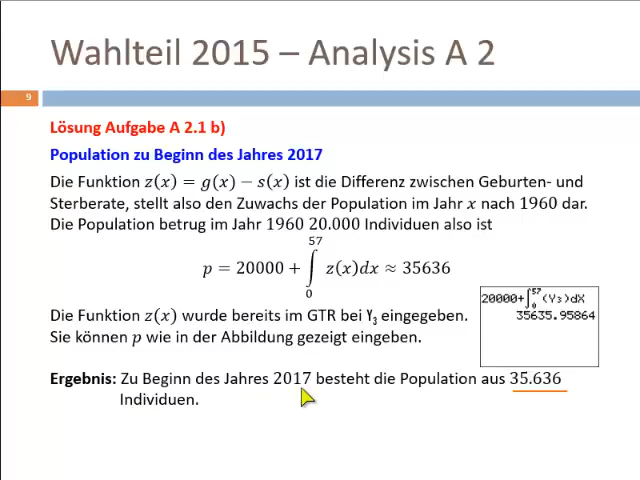 Wahlteil 2015 – Analysis A 2
9
Lösung Aufgabe A 2.1 b)
Population zu Beginn des Jahres 2017
Die Funktion z(x) = g(x) − s(x) ist die Differenz zwischen Geburten- und
Sterberate, stellt also den Zuwachs der Population im Jahr x nach 1960 dar.
Die Population betrug im Jahr 1960 20.000 Individuen also ist
p = 20000 + ∫₀⁵⁷ z(x)dx ≈ 35636
20000+∫₀⁵⁷(Y₃)dX
35635.95864
Die Funktion z(x) wurde bereits im GTR bei Y₃ eingegeben.
Sie können p wie in der Abbildung gezeigt eingeben.
Ergebnis: Zu Beginn des Jahres 2017 besteht die Population aus 35.636
Individuen.